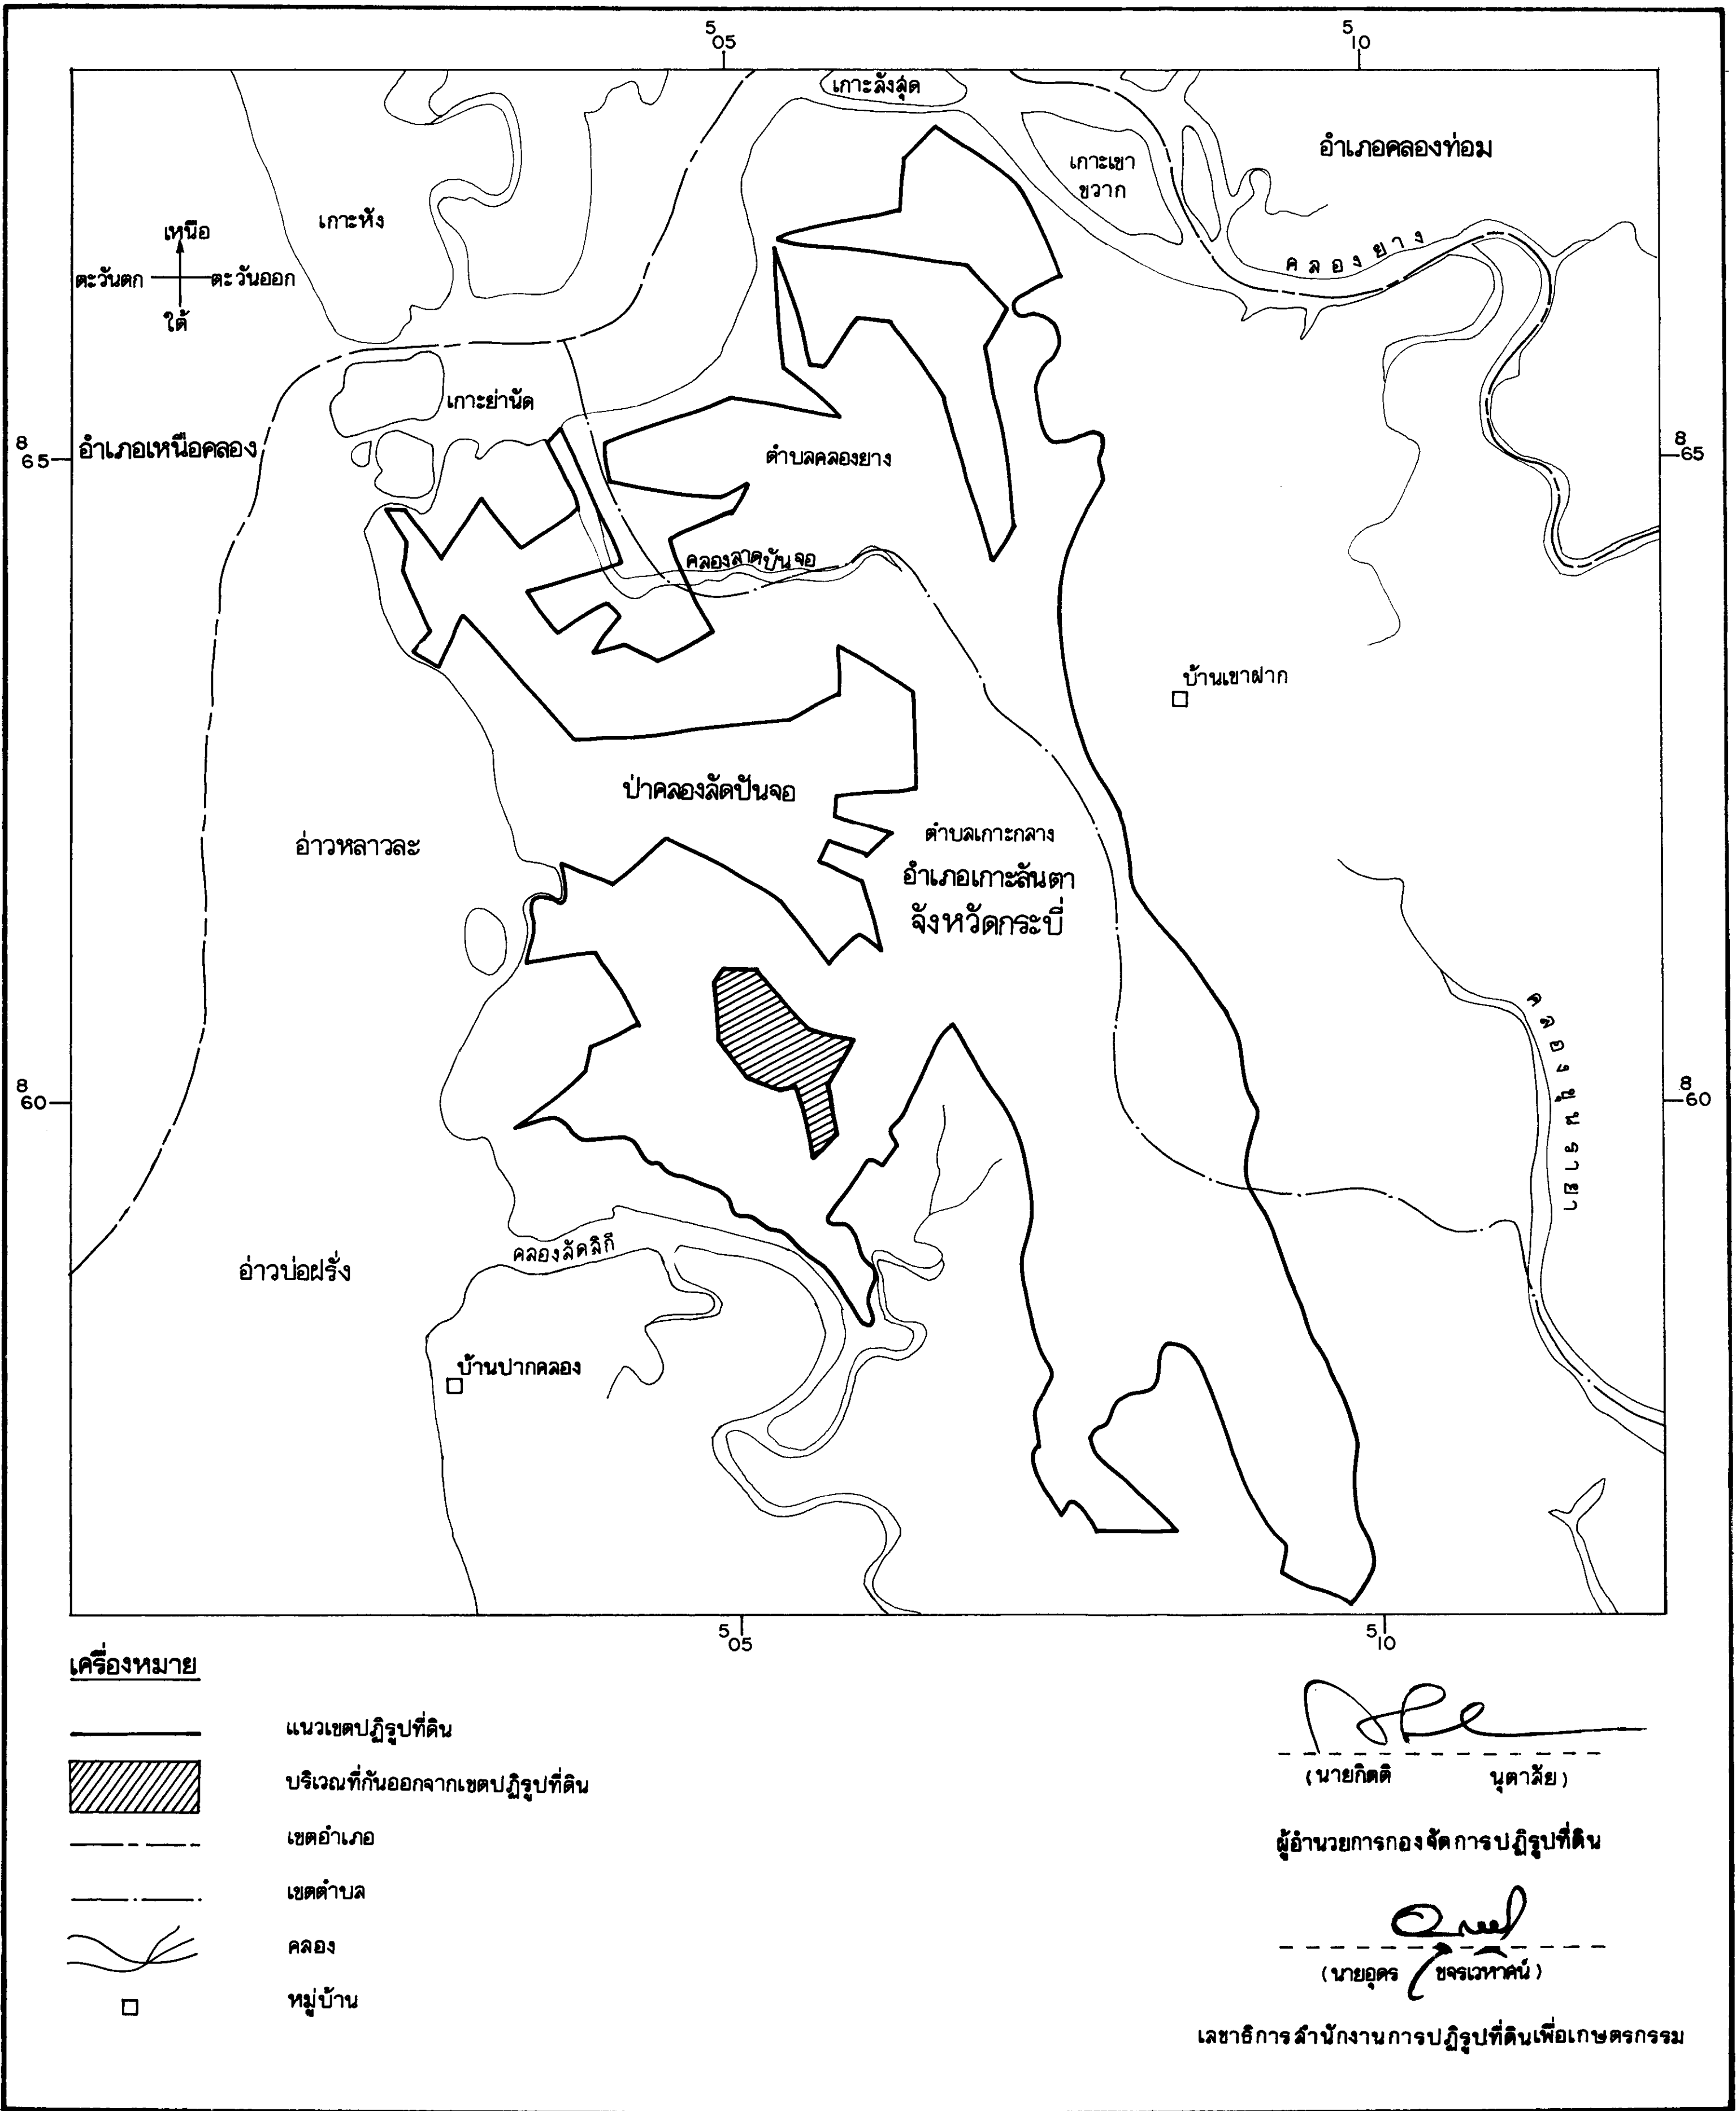 5 05
5 10
เกาะลังสุด
อำเภอคลองท่อม
เกาะเขา
ขวาก
เกาะหัง
เหนือ
ตะวันตก
ตะวันออก
ใต้
คลองยาง
เกาะย่านัด
8 65
อำเภอเหนือคลอง
ตำบลคลองยาง
8 65
คลองลาดปันจอ
บ้านเขาฝาก
ป่าคลองลัดปันจอ
ตำบลเกาะกลาง
อ่าวหลาวละ
อำเภอเกาะลันตา
จังหวัดกระบี่
8 60
8 60
คลองขุนรายา
คลองลัดลิกี
อ่าวบ่อฝรั่ง
บ้านปากคลอง
5 05
5 10
เครื่องหมาย
แนวเขตปฏิรูปที่ดิน
บริเวณที่กันออกจากเขตปฏิรูปที่ดิน
เขตอำเภอ
เขตตำบล
คลอง
หมู่บ้าน
(นายกิตติ นุตาลัย)
ผู้อำนวยการกองจัดการปฏิรูปที่ดิน
(นายอุดร ขจรเวหาศน์)
เลขาธิการสำนักงานการปฏิรูปที่ดินเพื่อเกษตรกรรม